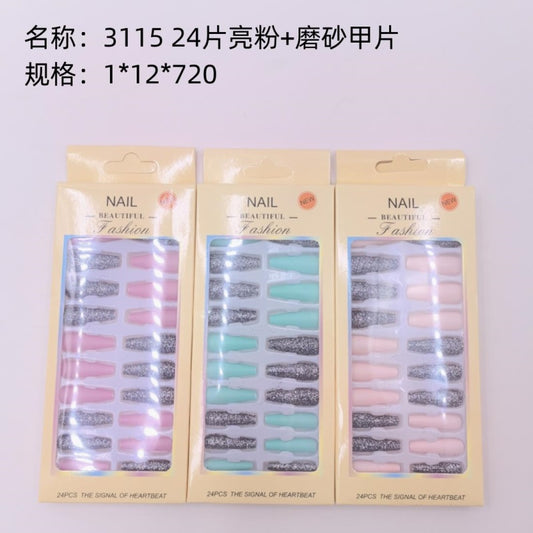 名称：3115 24片亮粉+磨砂甲片
规格：1*12*720
NAIL
NEW
BEAUTIFUL
Fashion
24PCS THE SIGNAL OF HEARTBEAT
NAIL
NEW
BEAUTIFUL
Fashion
24PCS THE SIGNAL OF HEARTBEAT
NAIL
NEW
BEAUTIFUL
Fashion
24PCS THE SIGNAL OF HEARTBEAT